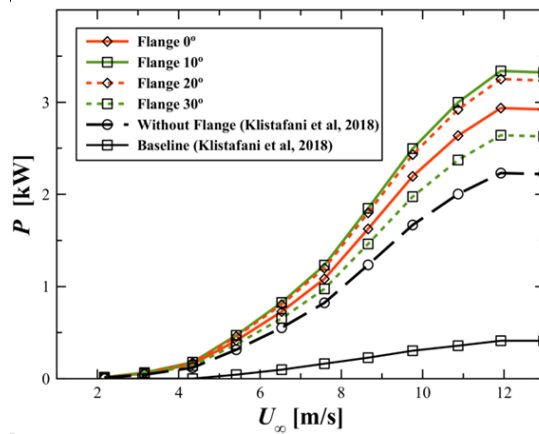 Flange 0º
Flange 10º
Flange 20º
Flange 30º
Without Flange (Klistafani et al, 2018)
Baseline (Klistafani et al, 2018)
P [kW]
3
2
1
0
2 4 6 8 10 12
U∞ [m/s]